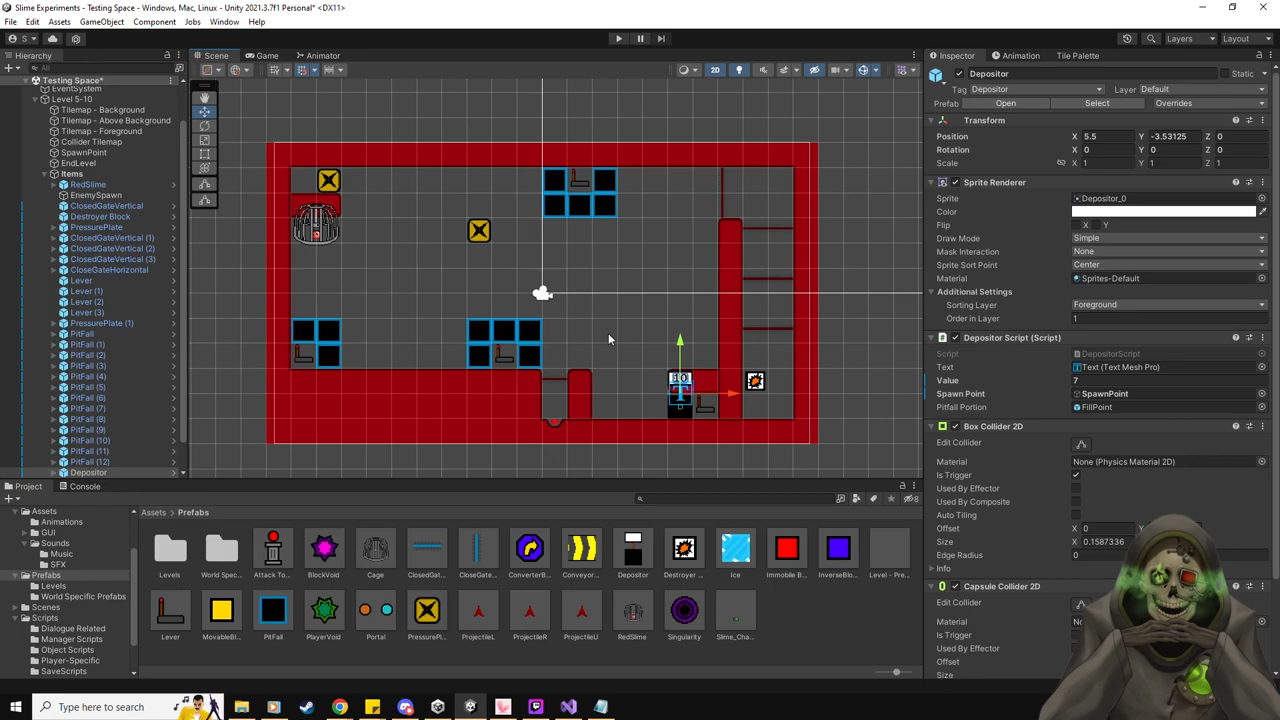 Slime Experiments - Testing Space - Windows, Mac, Linux - Unity 2021.3.7f1 Personal* <DX11>
File Edit Assets GameObject Component Jobs Window Help
S Layers Layout
Hierarchy Scene Game Animator Inspector Animation Tile Palette
All
Testing Space*
EventSystem
Level 5-10
Tilemap - Background
Tilemap - Above Background
Tilemap - Foreground
Collider Tilemap
SpawnPoint
EndLevel
Items
RedSlime
EnemySpawn
ClosedGateVertical
Destroyer Block
PressurePlate
ClosedGateVertical (1)
ClosedGateVertical (2)
ClosedGateVertical (3)
CloseGateHorizontal
Lever
Lever (1)
Lever (2)
Lever (3)
PressurePlate (1)
PitFall
PitFall (1)
PitFall (2)
PitFall (3)
PitFall (4)
PitFall (5)
PitFall (6)
PitFall (7)
PitFall (8)
PitFall (9)
PitFall (10)
PitFall (11)
PitFall (12)
Depositor
2D
10
T
Depositor Static
Tag Depositor Layer Default
Prefab Open Select Overrides
Transform
Position X 5.5 Y -3.53125 Z 0
Rotation X 0 Y 0 Z 0
Scale X 1 Y 1 Z 1
Sprite Renderer
Sprite Depositor_0
Color
Flip X Y
Draw Mode Simple
Mask Interaction None
Sprite Sort Point Center
Material Sprites-Default
Additional Settings
Sorting Layer Foreground
Order in Layer 1
Depositor Script (Script)
Script DepositorScript
Text Text (Text Mesh Pro)
Value 7
Spawn Point SpawnPoint
Pitfall Portion FillPoint
Box Collider 2D
Edit Collider
Material None (Physics Material 2D)
Is Trigger
Used By Effector
Used By Composite
Auto Tiling
Offset X 0 Y
Size X 0.1587336
Edge Radius 0
Info
Capsule Collider 2D
Edit Collider
Material
Is Trigger
Used By Effector
Offset
Size
Project Console
8
Assets
Animations
GUI
Sounds
Music
SFX
Prefabs
Levels
World Specific Prefabs
Scenes
Scripts
Dialogue Related
Manager Scripts
Object Scripts
Player-Specific
SaveScripts
Assets > Prefabs
Levels World Spec... Attack To... BlockVoid Cage ClosedGat... CloseGate... ConverterB... Conveyor... Depositor Destroyer ... Ice Immobile B... InverseBlo... Level - Pre...
Lever MovableBl... PitFall PlayerVoid Portal PressurePl... ProjectileL ProjectileR ProjectileU RedSlime Singularity Slime_Cha...
Type here to search